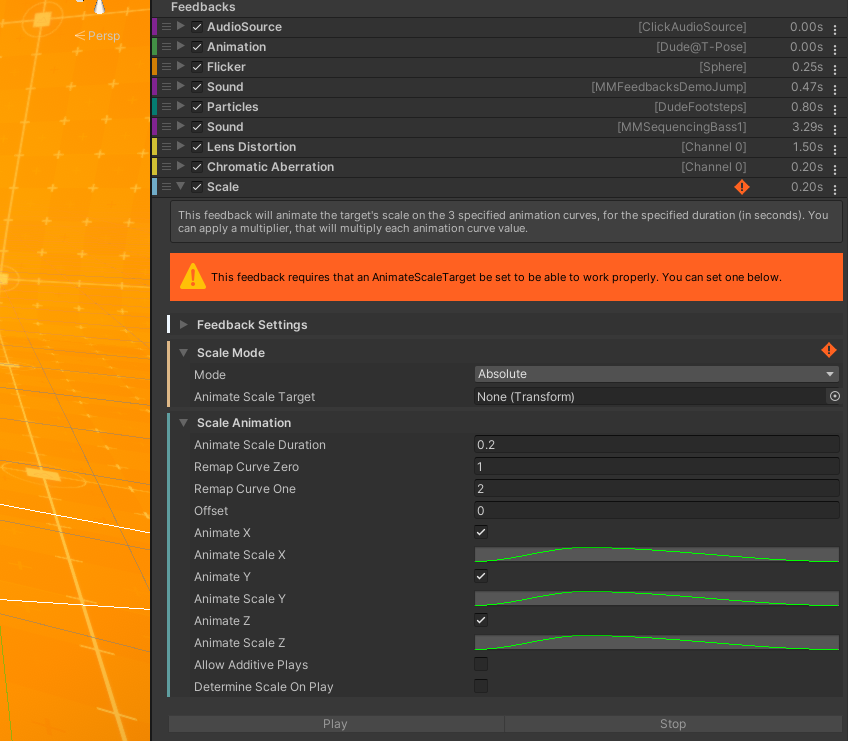 Feedbacks
Persp
AudioSource [ClickAudioSource] 0.00s
Animation [Dude@T-Pose] 0.00s
Flicker [Sphere] 0.25s
Sound [MMFeedbacksDemoJump] 0.47s
Particles [DudeFootsteps] 0.80s
Sound [MMSequencingBass1] 3.29s
Lens Distortion [Channel 0] 1.50s
Chromatic Aberration [Channel 0] 0.20s
Scale 0.20s
This feedback will animate the target's scale on the 3 specified animation curves, for the specified duration (in seconds). You
can apply a multiplier, that will multiply each animation curve value.
This feedback requires that an AnimateScaleTarget be set to be able to work properly. You can set one below.
Feedback Settings
Scale Mode
Mode Absolute
Animate Scale Target None (Transform)
Scale Animation
Animate Scale Duration 0.2
Remap Curve Zero 1
Remap Curve One 2
Offset 0
Animate X
Animate Scale X
Animate Y
Animate Scale Y
Animate Z
Animate Scale Z
Allow Additive Plays
Determine Scale On Play
Play Stop